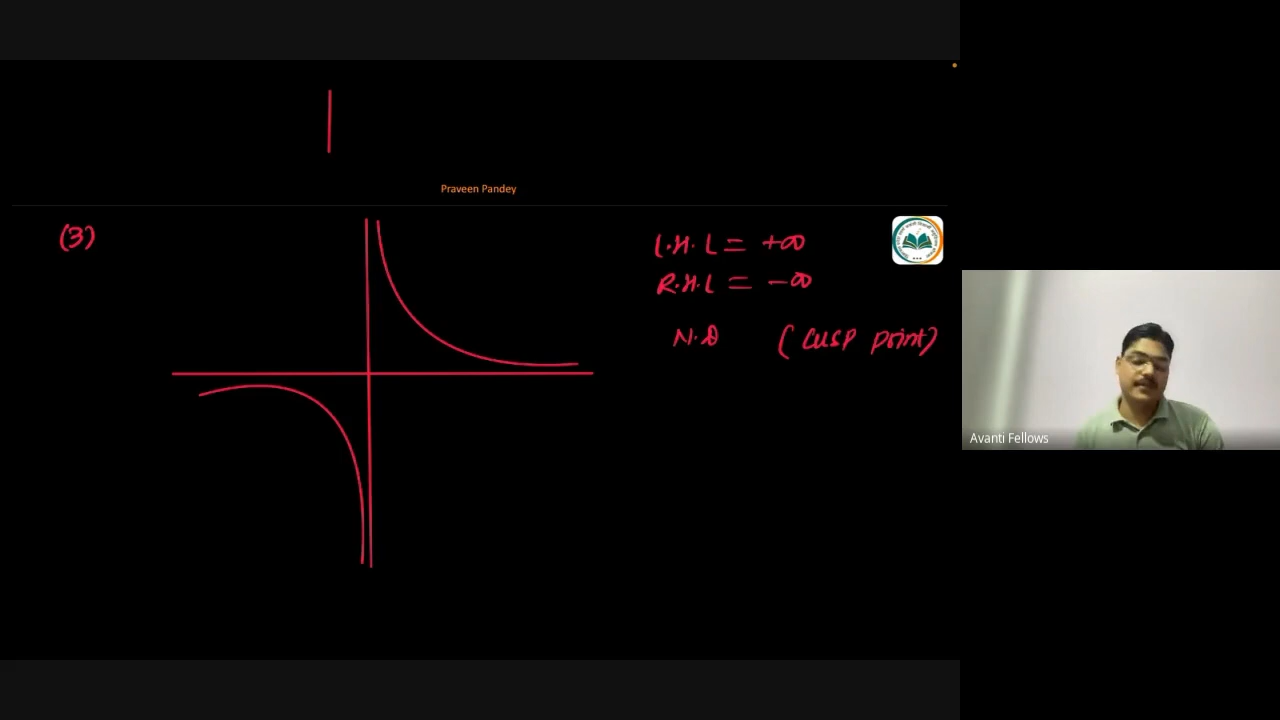 Praveen Pandey
(3)
L.H.L = +∞
R.H.L = -∞
N.D (cusp point)
Avanti Fellows